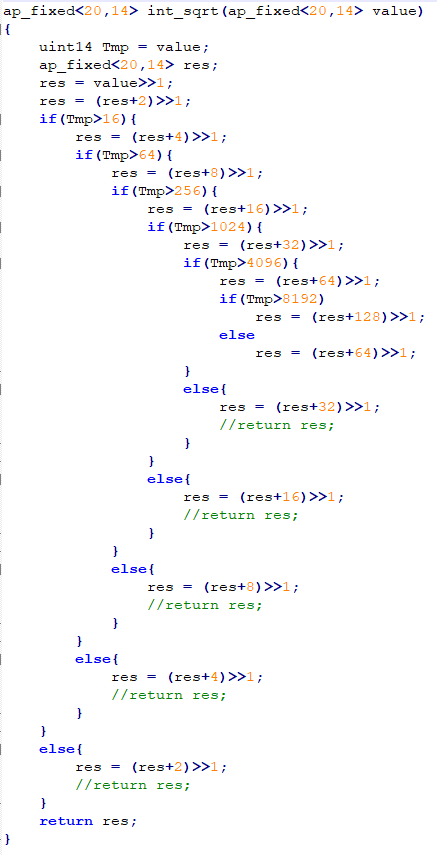 ap_fixed<20,14> int_sqrt(ap_fixed<20,14> value)
{
    uint14 Tmp = value;
    ap_fixed<20,14> res;
    res = value>>1;
    res = (res+2)>>1;
    if(Tmp>16){
        res = (res+4)>>1;
        if(Tmp>64){
            res = (res+8)>>1;
            if(Tmp>256){
                res = (res+16)>>1;
                if(Tmp>1024){
                    res = (res+32)>>1;
                    if(Tmp>4096){
                        res = (res+64)>>1;
                        if(Tmp>8192)
                            res = (res+128)>>1;
                        else
                            res = (res+64)>>1;
                    }
                    else{
                        res = (res+32)>>1;
                        //return res;
                    }
                }
                else{
                    res = (res+16)>>1;
                    //return res;
                }
            }
            else{
                res = (res+8)>>1;
                //return res;
            }
        }
        else{
            res = (res+4)>>1;
            //return res;
        }
    }
    else{
        res = (res+2)>>1;
        //return res;
    }
    return res;
}